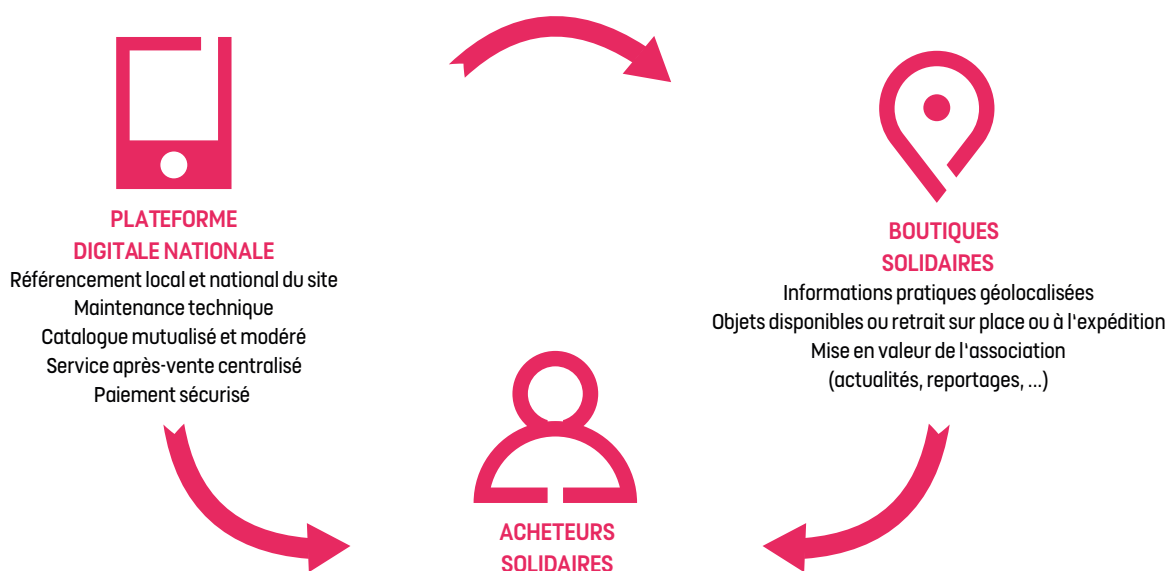 PLATEFORME
DIGITALE NATIONALE
Référencement local et national du site
Maintenance technique
Catalogue mutualisé et modéré
Service après-vente centralisé
Paiement sécurisé
BOUTIQUES
SOLIDAIRES
Informations pratiques géolocalisées
Objets disponibles ou retrait sur place ou à l'expédition
Mise en valeur de l'association
(actualités, reportages, ...)
ACHETEURS
SOLIDAIRES